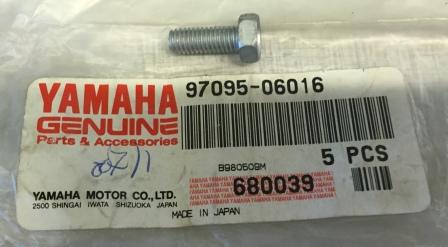 YAMAHA
GENUINE
Parts & Accessories
97095-06016
5 PCS
B980509M
680039
YAMAHA MOTOR CO., LTD.
2500 SHINGAI IWATA SHIZUOKA JAPAN
MADE IN JAPAN